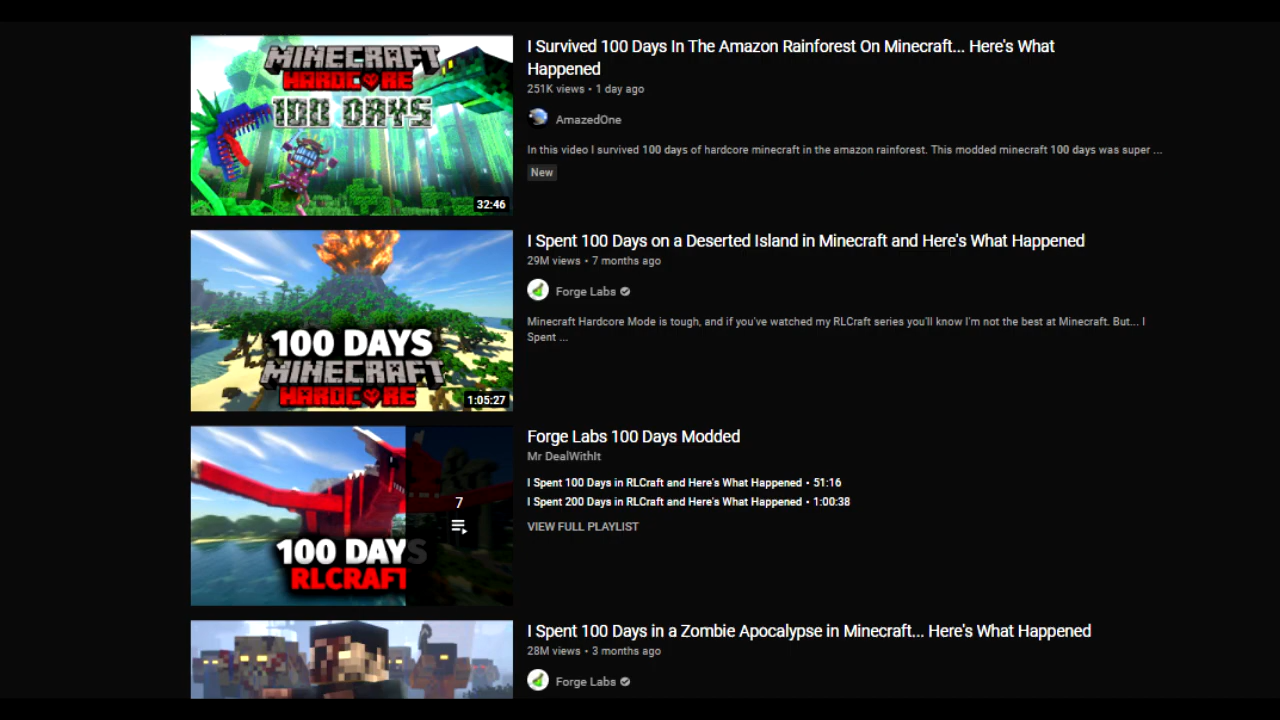 MINECRAFT
HARDCORE
100 DAYS
32:46
I Survived 100 Days In The Amazon Rainforest On Minecraft... Here's What
Happened
251K views • 1 day ago
AmazedOne
In this video I survived 100 days of hardcore minecraft in the amazon rainforest. This modded minecraft 100 days was super ...
New
100 DAYS
MINECRAFT
HARDCORE
1:05:27
I Spent 100 Days on a Deserted Island in Minecraft and Here's What Happened
29M views • 7 months ago
Forge Labs
Minecraft Hardcore Mode is tough, and if you've watched my RLCraft series you'll know I'm not the best at Minecraft. But... I
Spent ...
100 DAYS
RLCRAFT
7
Forge Labs 100 Days Modded
Mr DealWithIt
I Spent 100 Days in RLCraft and Here's What Happened • 51:16
I Spent 200 Days in RLCraft and Here's What Happened • 1:00:38
VIEW FULL PLAYLIST
I Spent 100 Days in a Zombie Apocalypse in Minecraft... Here's What Happened
28M views • 3 months ago
Forge Labs